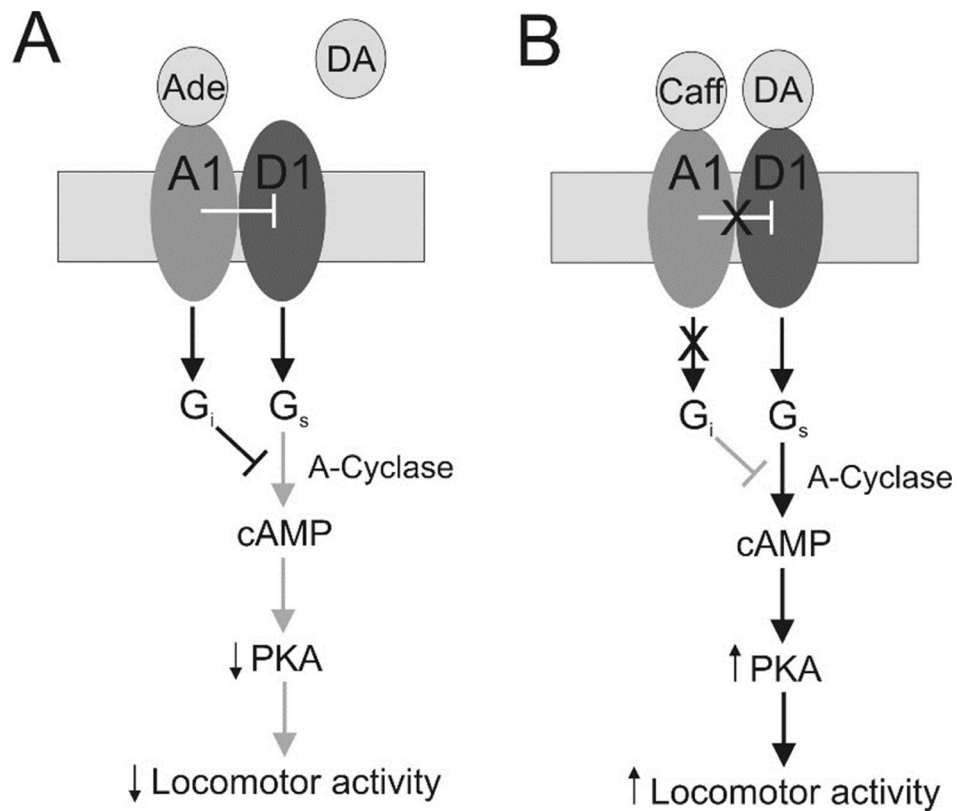 A
Ade
DA
A1
D1
Gi
Gs
A-Cyclase
cAMP
↓ PKA
↓ Locomotor activity
B
Caff
DA
A1
D1
X
X
Gi
Gs
A-Cyclase
cAMP
↑ PKA
↑ Locomotor activity